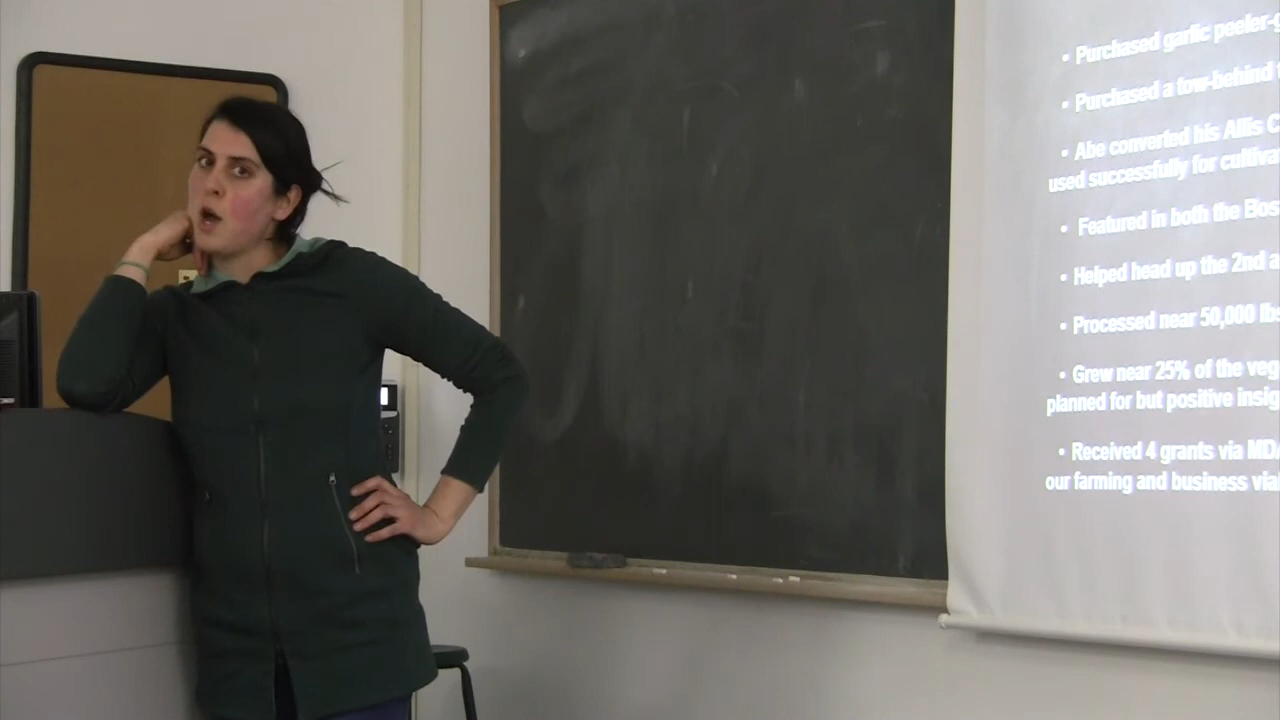 • Purchased garlic peeler-
• Purchased a tow-behind
• Abe converted his Allis C
used successfully for cultiva
• Featured in both the Bos
• Helped head up the 2nd a
• Processed near 50,000 lbs
• Grew near 25% of the veg
planned for but positive insig
• Received 4 grants via MDA
our farming and business via